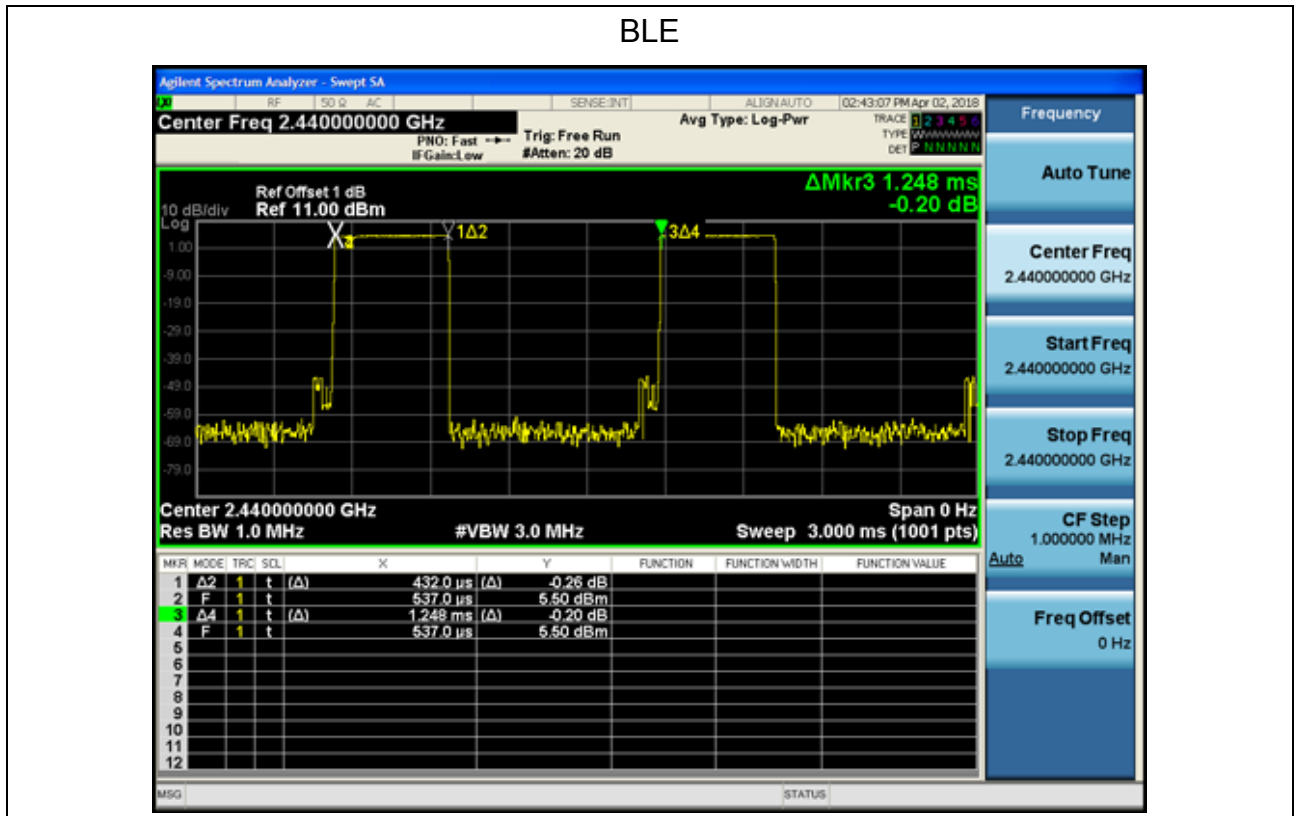 BLE
Agilent Spectrum Analyzer - Swept SA
RF 50 Ω AC SENSE:INT ALIGN AUTO 02:43:07 PM Apr 02, 2018
Center Freq 2.440000000 GHz
PNO: Fast
IFGain:Low
Trig: Free Run
#Atten: 20 dB
Avg Type: Log-Pwr
TRACE 1 2 3 4 5 6
TYPE
DET P N N N N N
ΔMkr3 1.248 ms
-0.20 dB
Ref Offset 1 dB
10 dB/div Ref 11.00 dBm
Log
1Δ2
3Δ4
1.00
-9.00
-19.0
-29.0
-39.0
-49.0
-59.0
-69.0
-79.0
Center 2.440000000 GHz Span 0 Hz
Res BW 1.0 MHz #VBW 3.0 MHz Sweep 3.000 ms (1001 pts)
MKR MODE TRC SCL X Y FUNCTION FUNCTION WIDTH FUNCTION VALUE
1 Δ2 1 t (Δ) 432.0 µs (Δ) -0.26 dB
2 F 1 t 537.0 µs 5.50 dBm
3 Δ4 1 t (Δ) 1.248 ms (Δ) -0.20 dB
4 F 1 t 537.0 µs 5.50 dBm
5
6
7
8
9
10
11
12
MSG STATUS
Frequency
Auto Tune
Center Freq
2.440000000 GHz
Start Freq
2.440000000 GHz
Stop Freq
2.440000000 GHz
CF Step
1.000000 MHz
Auto Man
Freq Offset
0 Hz